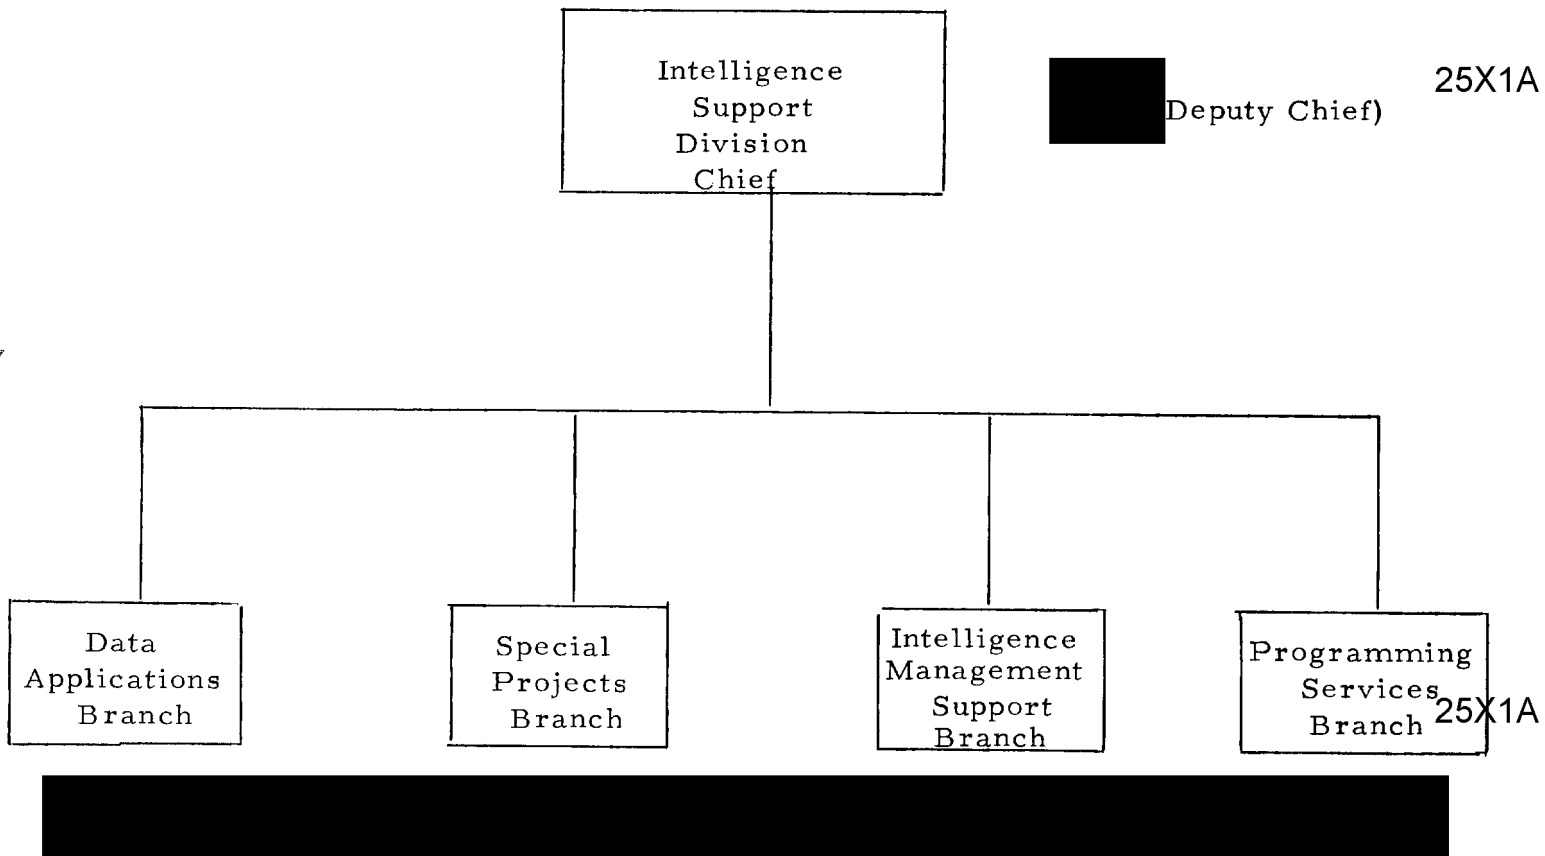 Intelligence
Support
Division
Chief
25X1A
Deputy Chief)
Data
Applications
Branch
Special
Projects
Branch
Intelligence
Management
Support
Branch
Programming
Services
Branch
25X1A